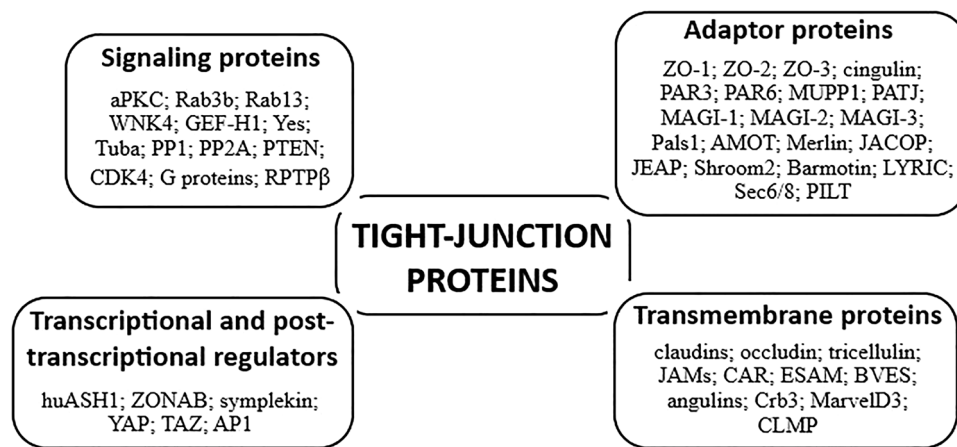 Signaling proteins
aPKC; Rab3b; Rab13;
WNK4; GEF-H1; Yes;
Tuba; PP1; PP2A; PTEN;
CDK4; G proteins; RPTPβ
Adaptor proteins
ZO-1; ZO-2; ZO-3; cingulin;
PAR3; PAR6; MUPP1; PATJ;
MAGI-1; MAGI-2; MAGI-3;
Pals1; AMOT; Merlin; JACOP;
JEAP; Shroom2; Barmotin; LYRIC;
Sec6/8; PILT
TIGHT-JUNCTION
PROTEINS
Transcriptional and post-
transcriptional regulators
huASH1; ZONAB; symplekin;
YAP; TAZ; AP1
Transmembrane proteins
claudins; occludin; tricellulin;
JAMs; CAR; ESAM; BVES;
angulins; Crb3; MarvelD3;
CLMP